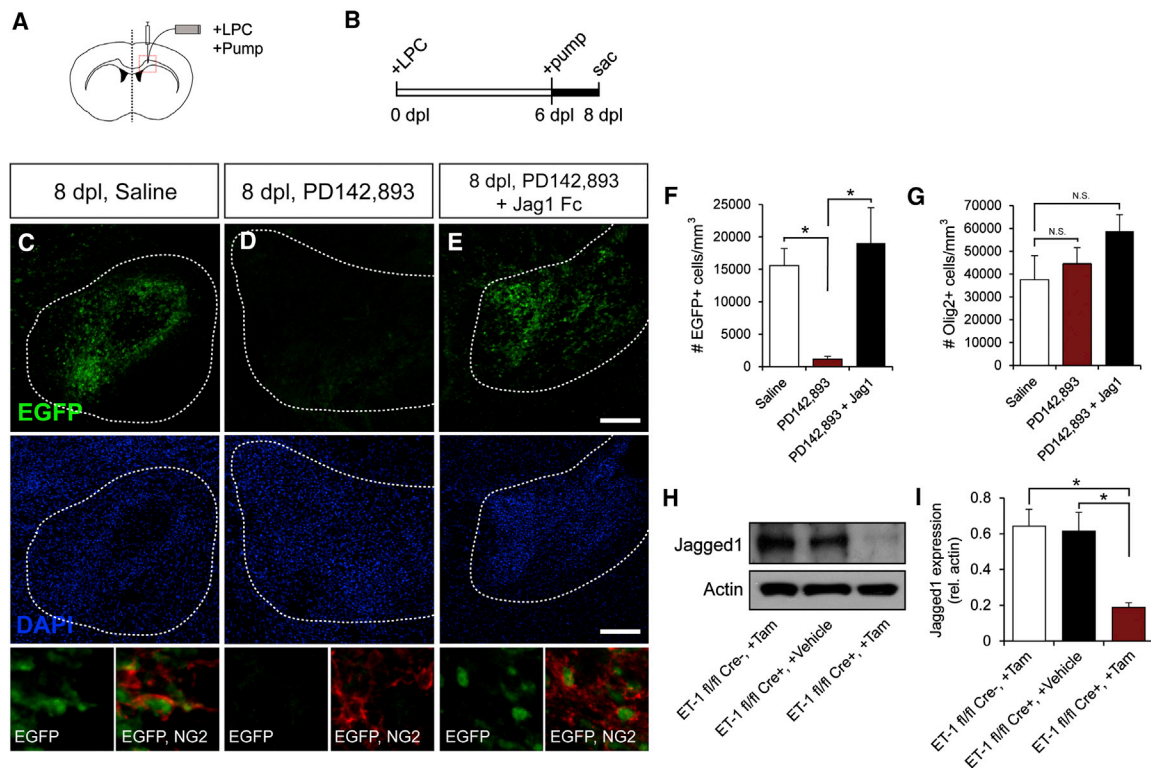 A
+LPC
+Pump
B
+LPC
+pump
sac
0 dpl
6 dpl
8 dpl
8 dpl, Saline
8 dpl, PD142,893
8 dpl, PD142,893
+ Jag1 Fc
C
D
E
EGFP
DAPI
EGFP
EGFP, NG2
EGFP
EGFP, NG2
EGFP
EGFP, NG2
F
# EGFP+ cells/mm³
25000
20000
15000
10000
5000
0
*
*
Saline
PD142,893
PD142,893 + Jag1
G
# Olig2+ cells/mm³
70000
60000
50000
40000
30000
20000
10000
0
N.S.
N.S.
Saline
PD142,893
PD142,893 + Jag1
H
Jagged1
Actin
ET-1 fl/fl Cre-, +Tam
ET-1 fl/fl Cre+, +Vehicle
ET-1 fl/fl Cre+, +Tam
I
Jagged1 expression
(rel. actin)
0.8
0.6
0.4
0.2
0
*
*
ET-1 fl/fl Cre-, +Tam
ET-1 fl/fl Cre+, +Vehicle
ET-1 fl/fl Cre+, +Tam